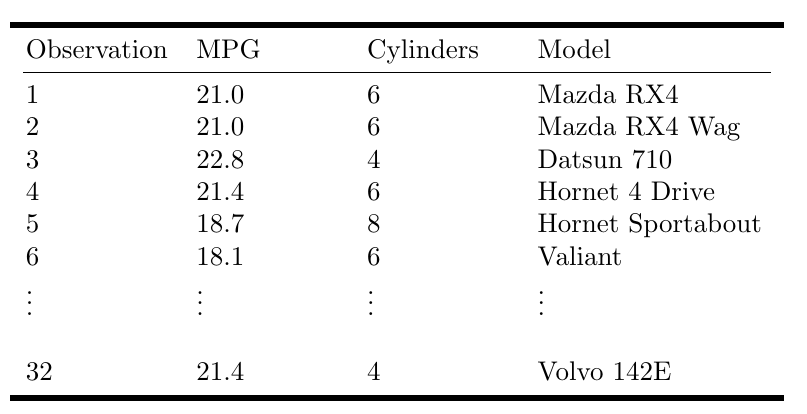 Observation MPG Cylinders Model
1 21.0 6 Mazda RX4
2 21.0 6 Mazda RX4 Wag
3 22.8 4 Datsun 710
4 21.4 6 Hornet 4 Drive
5 18.7 8 Hornet Sportabout
6 18.1 6 Valiant
⋮ ⋮ ⋮ ⋮
32 21.4 4 Volvo 142E